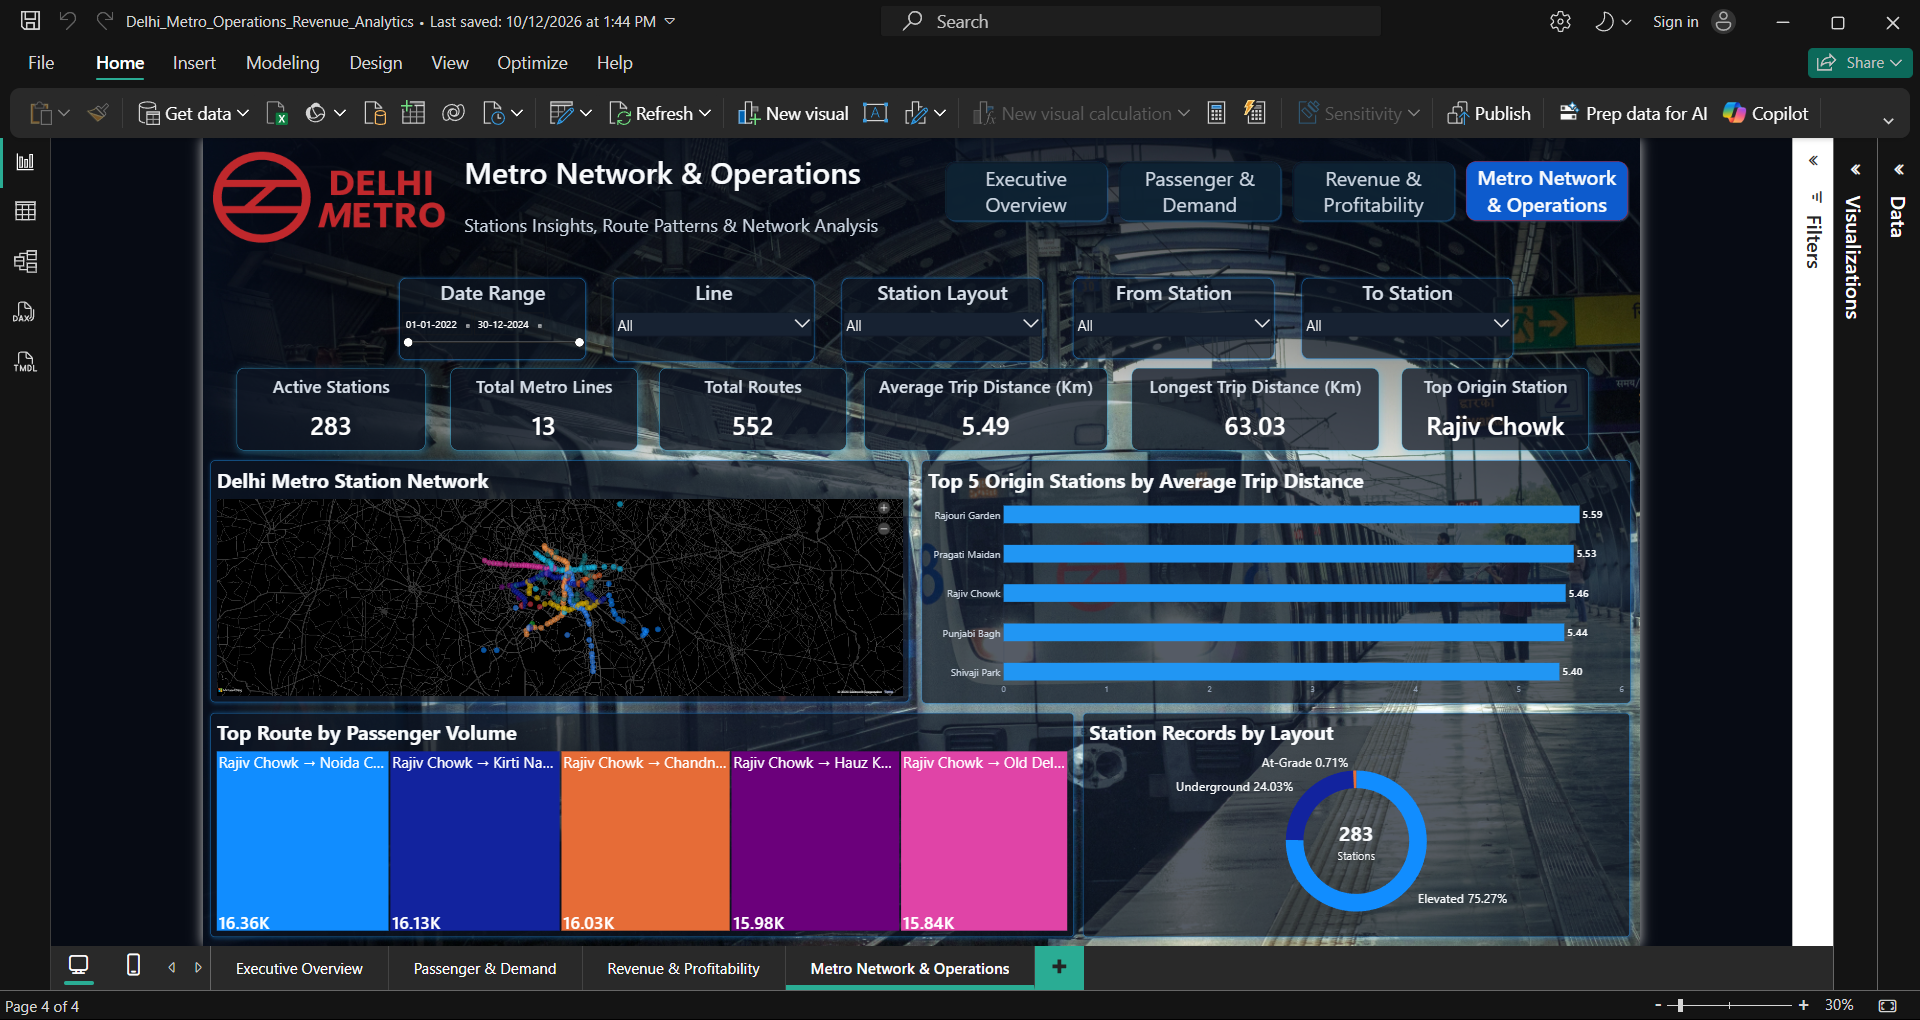 Delhi_Metro_Operations_Revenue_Analytics • Last saved: 10/12/2026 at 1:44 PM
Search
Sign in
File
Home
Insert
Modeling
Design
View
Optimize
Help
Share
Get data
Refresh
New visual
New visual calculation
Sensitivity
Publish
Prep data for AI
Copilot
DELHI
METRO
Metro Network & Operations
Stations Insights, Route Patterns & Network Analysis
Executive
Overview
Passenger &
Demand
Revenue &
Profitability
Metro Network
& Operations
Filters
Visualizations
Data
DAX
TMDL
Date Range
01-01-2022
30-12-2024
Line
All
Station Layout
All
From Station
All
To Station
All
Active Stations
283
Total Metro Lines
13
Total Routes
552
Average Trip Distance (Km)
5.49
Longest Trip Distance (Km)
63.03
Top Origin Station
Rajiv Chowk
Delhi Metro Station Network
Top 5 Origin Stations by Average Trip Distance
Rajouri Garden
5.59
Pragati Maidan
5.53
Rajiv Chowk
5.46
Punjabi Bagh
5.44
Shivaji Park
5.40
0 1 2 3 4 5 6
Top Route by Passenger Volume
Rajiv Chowk → Noida C...
16.36K
Rajiv Chowk → Kirti Na...
16.13K
Rajiv Chowk → Chandn...
16.03K
Rajiv Chowk → Hauz K...
15.98K
Rajiv Chowk → Old Del...
15.84K
Station Records by Layout
At-Grade 0.71%
Underground 24.03%
283
Stations
Elevated 75.27%
Executive Overview
Passenger & Demand
Revenue & Profitability
Metro Network & Operations
Page 4 of 4
30%